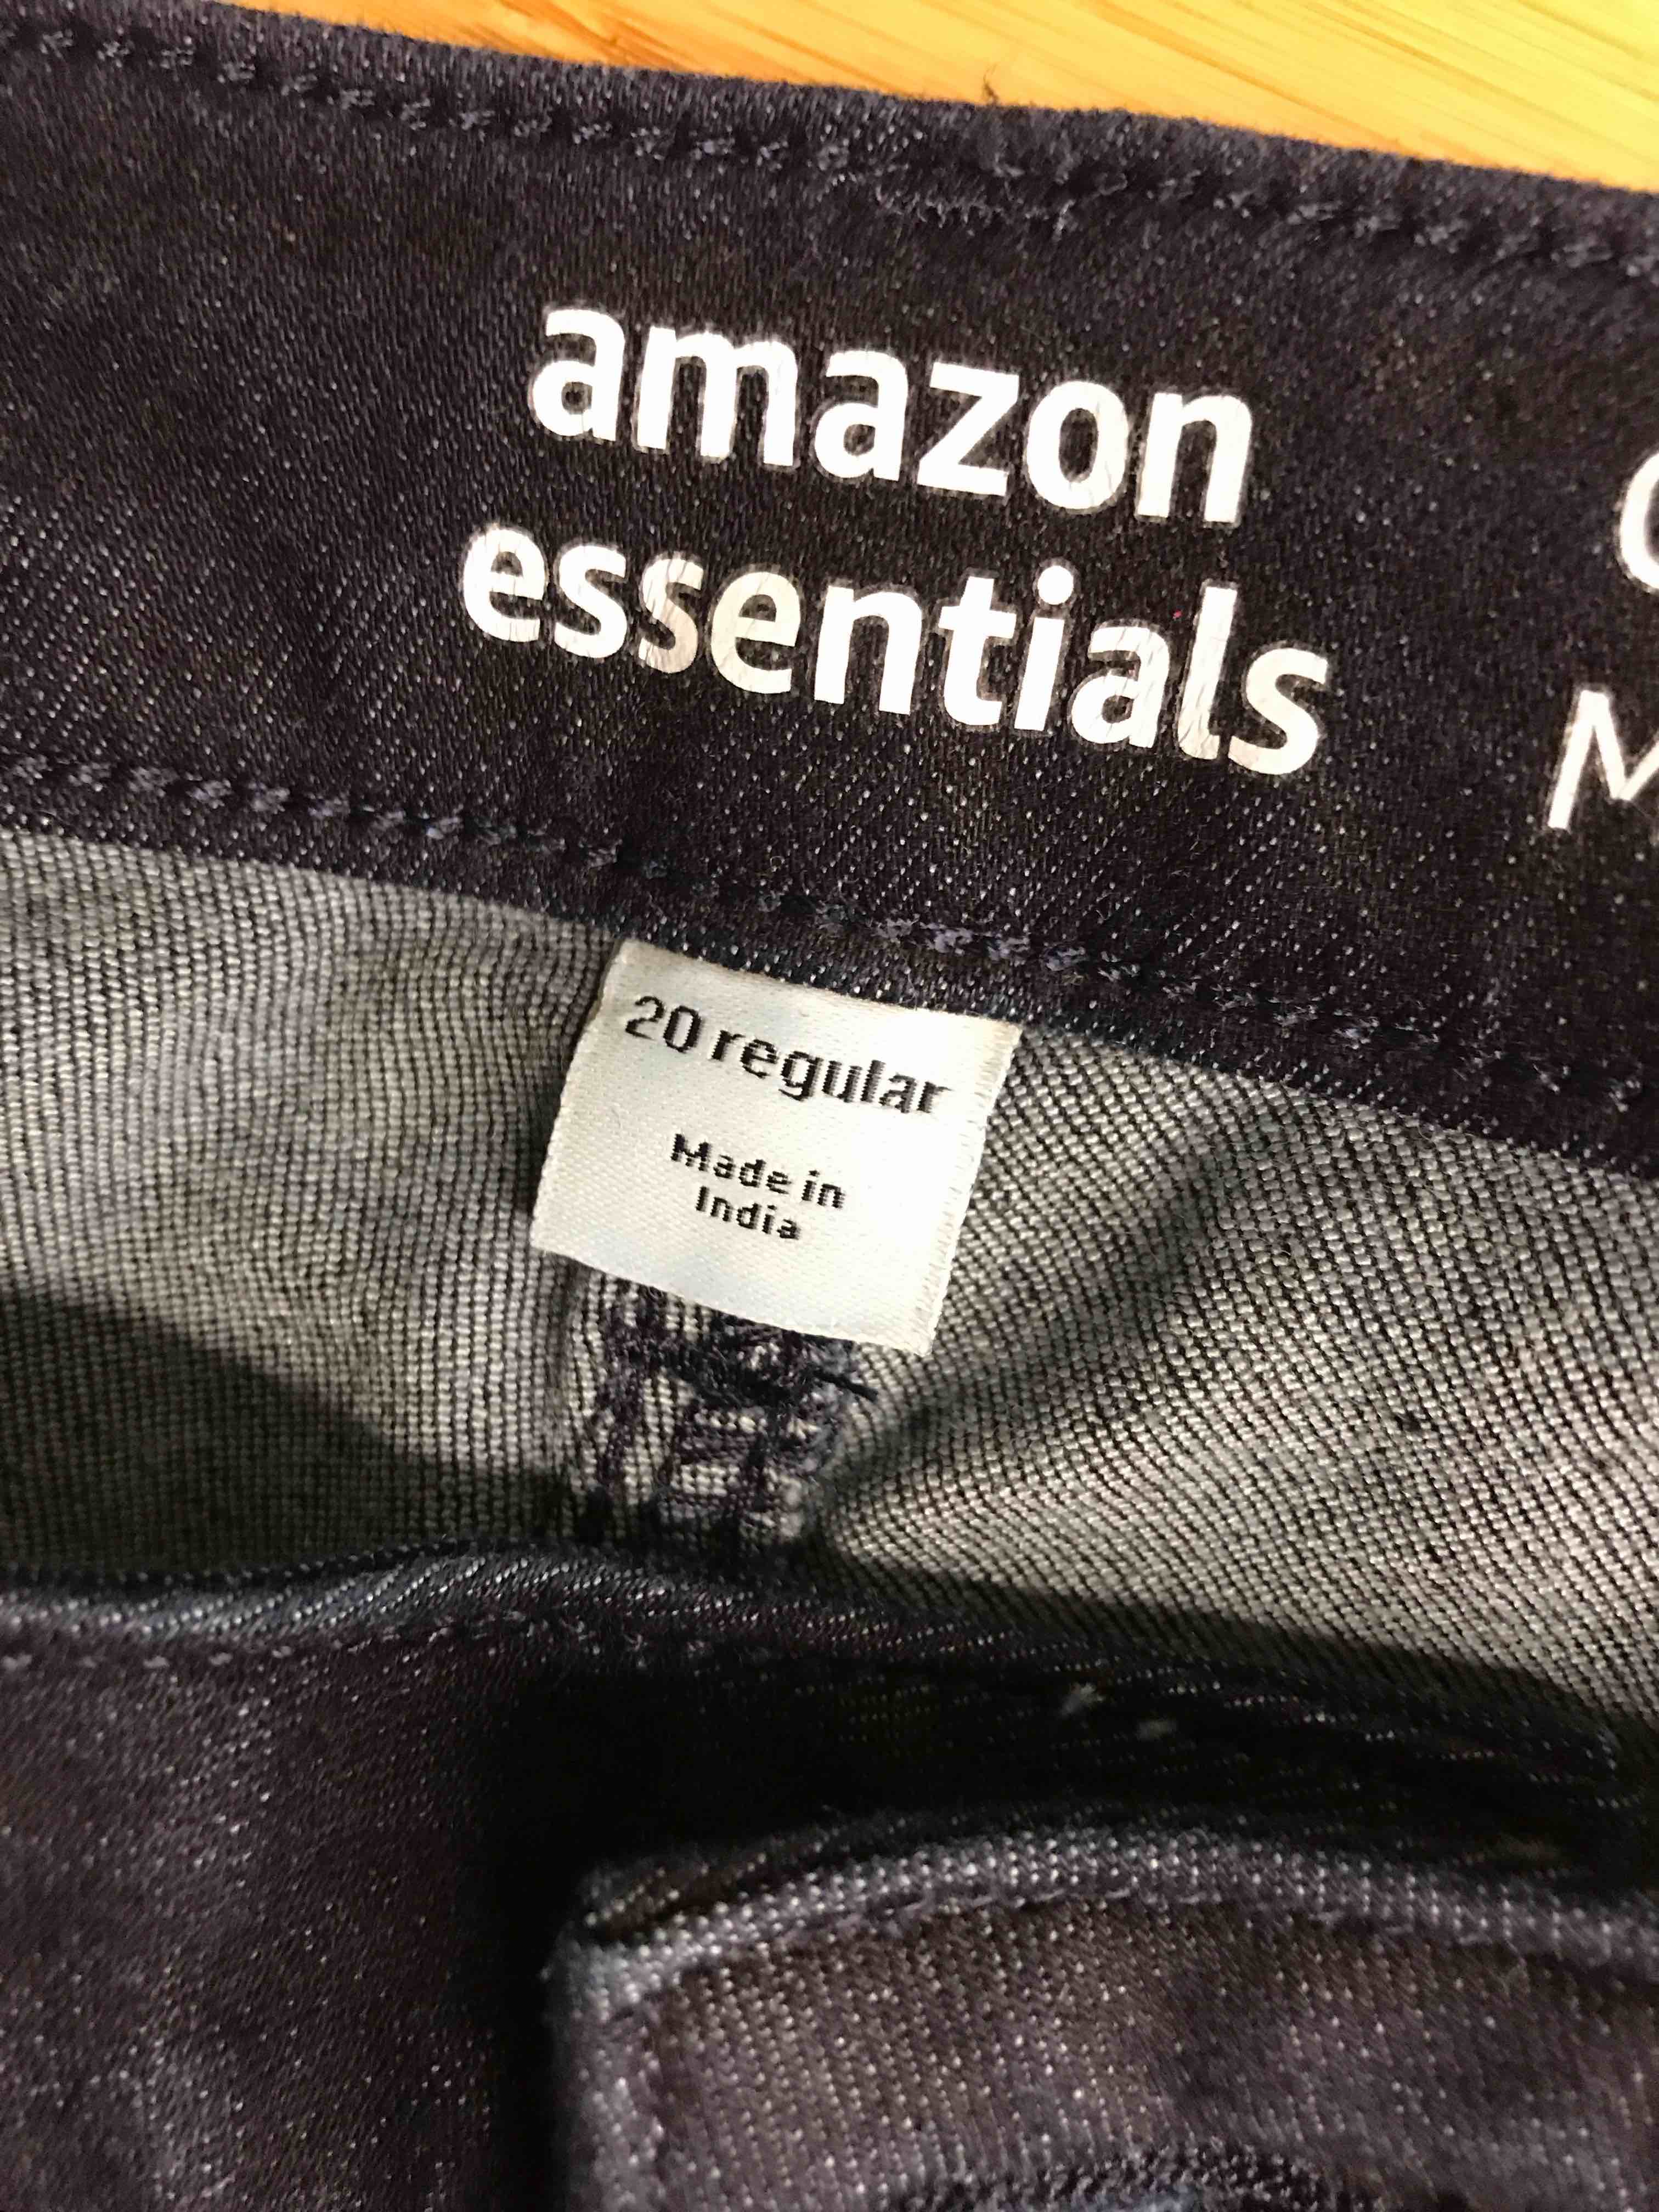 amazon
essentials
20 regular
Made in
India